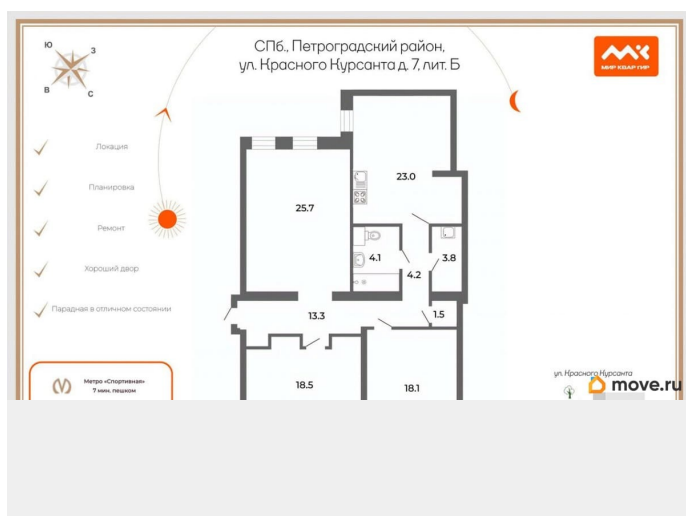 Ю
З
В
С
СПб., Петроградский район,
ул. Красного Курсанта д. 7, лит. Б
МИР КВАРТИР
Локация
Планировка
Ремонт
Хороший двор
Парадная в отличном состоянии
Метро «Спортивная»
7 мин. пешком
23.0
25.7
4.1
3.8
4.2
13.3
1.5
18.5
18.1
ул. Красного Курсанта
move.ru